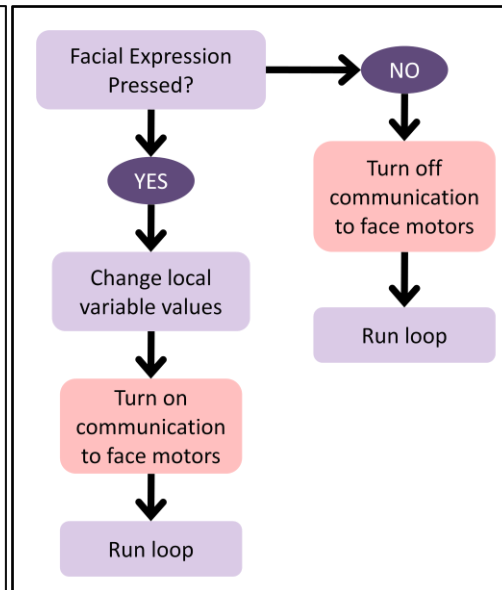 Facial Expression
Pressed?
NO
YES
Turn off
communication
to face motors
Change local
variable values
Run loop
Turn on
communication
to face motors
Run loop